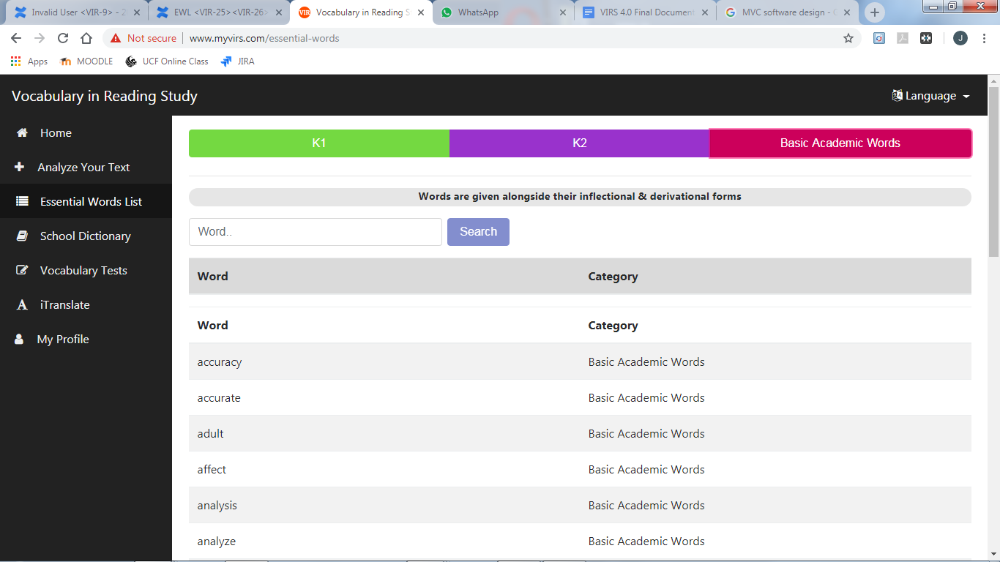 Invalid User <VIR-9> - 2
EWL <VIR-25><VIR-26>
VIR Vocabulary in Reading S
WhatsApp
VIRS 4.0 Final Document
MVC software design - G
Not secure www.myvirs.com/essential-words
J
Apps MOODLE UCF Online Class JIRA
Vocabulary in Reading Study
Language
Home
Analyze Your Text
Essential Words List
School Dictionary
Vocabulary Tests
iTranslate
My Profile
K1 K2 Basic Academic Words
Words are given alongside their inflectional & derivational forms
Word.. Search
Word Category
Word Category
accuracy Basic Academic Words
accurate Basic Academic Words
adult Basic Academic Words
affect Basic Academic Words
analysis Basic Academic Words
analyze Basic Academic Words